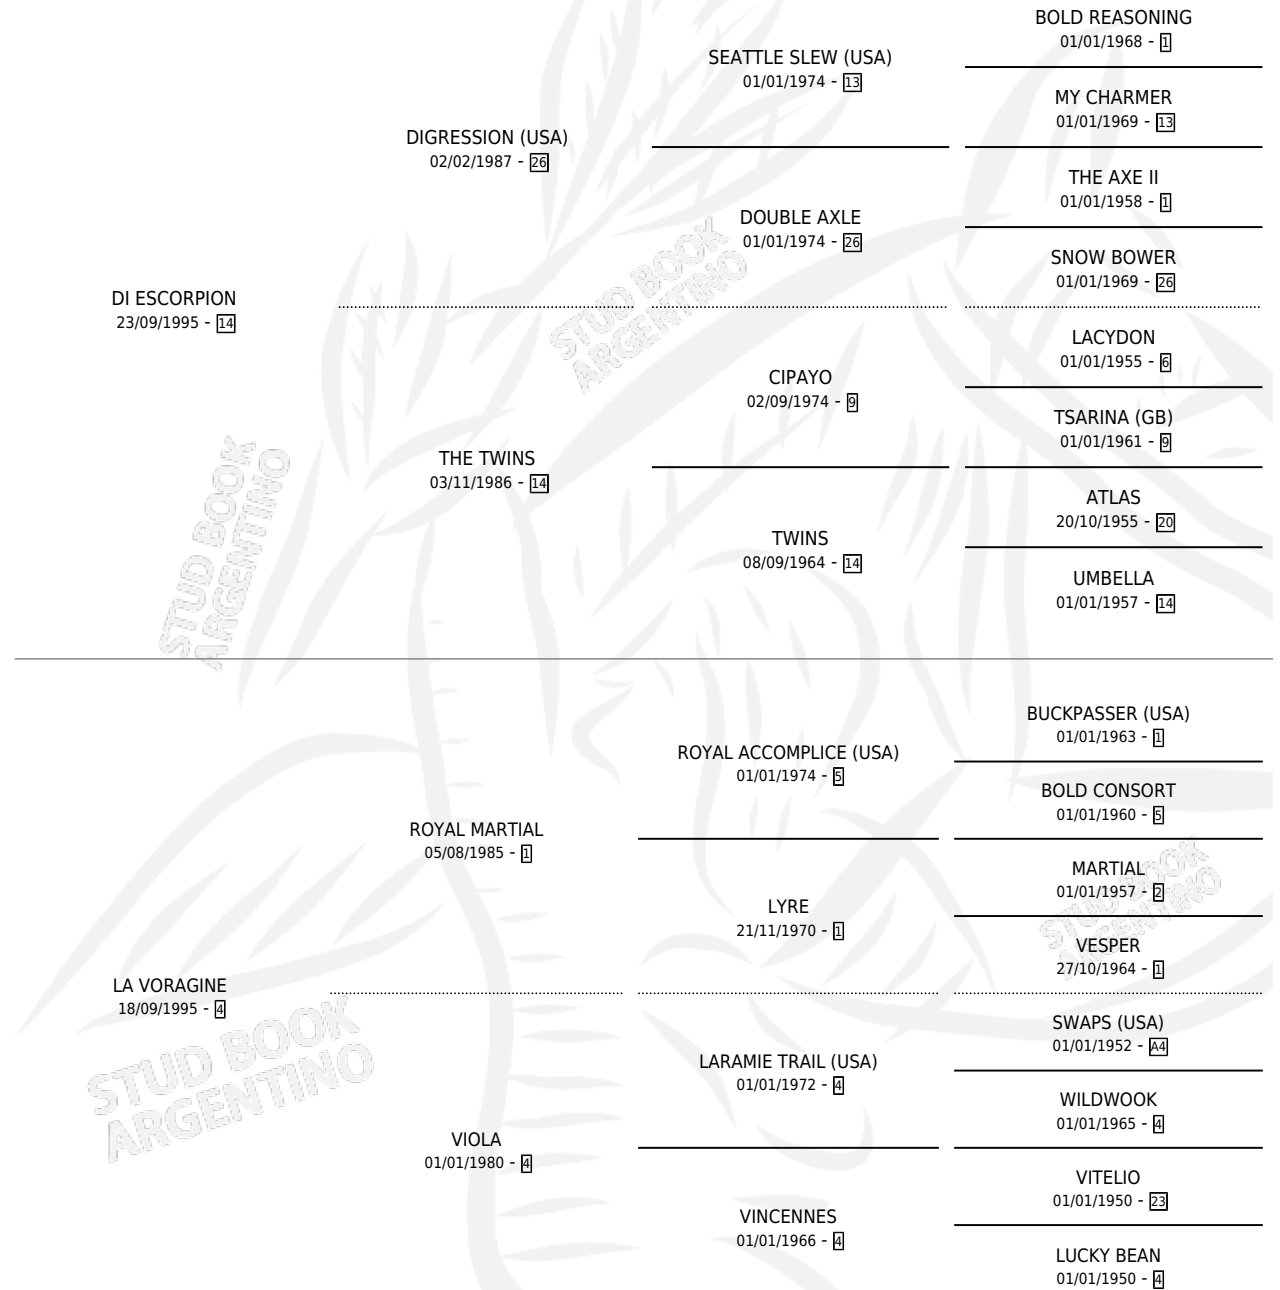 BOLD REASONING
01/01/1968 - 1
SEATTLE SLEW (USA)
01/01/1974 - 13
MY CHARMER
01/01/1969 - 13
DIGRESSION (USA)
02/02/1987 - 26
THE AXE II
01/01/1958 - 1
DOUBLE AXLE
01/01/1974 - 26
SNOW BOWER
01/01/1969 - 26
DI ESCORPION
23/09/1995 - 14
LACYDON
01/01/1955 - 6
CIPAYO
02/09/1974 - 9
TSARINA (GB)
01/01/1961 - 9
THE TWINS
03/11/1986 - 14
ATLAS
20/10/1955 - 20
TWINS
08/09/1964 - 14
UMBELLA
01/01/1957 - 14
BUCKPASSER (USA)
01/01/1963 - 1
ROYAL ACCOMPLICE (USA)
01/01/1974 - 5
BOLD CONSORT
01/01/1960 - 5
ROYAL MARTIAL
05/08/1985 - 1
MARTIAL
01/01/1957 - 2
LYRE
21/11/1970 - 1
VESPER
27/10/1964 - 1
LA VORAGINE
18/09/1995 - 4
SWAPS (USA)
01/01/1952 - A4
LARAMIE TRAIL (USA)
01/01/1972 - 4
WILDWOOK
01/01/1965 - 4
VIOLA
01/01/1980 - 4
VITELIO
01/01/1950 - 23
VINCENNES
01/01/1966 - 4
LUCKY BEAN
01/01/1950 - 4
STUD BOOK
ARGENTINO
STUD BOOK
ARGENTINO
STUD BOOK
ARGENTINO
STUD BOOK
ARGENTINO